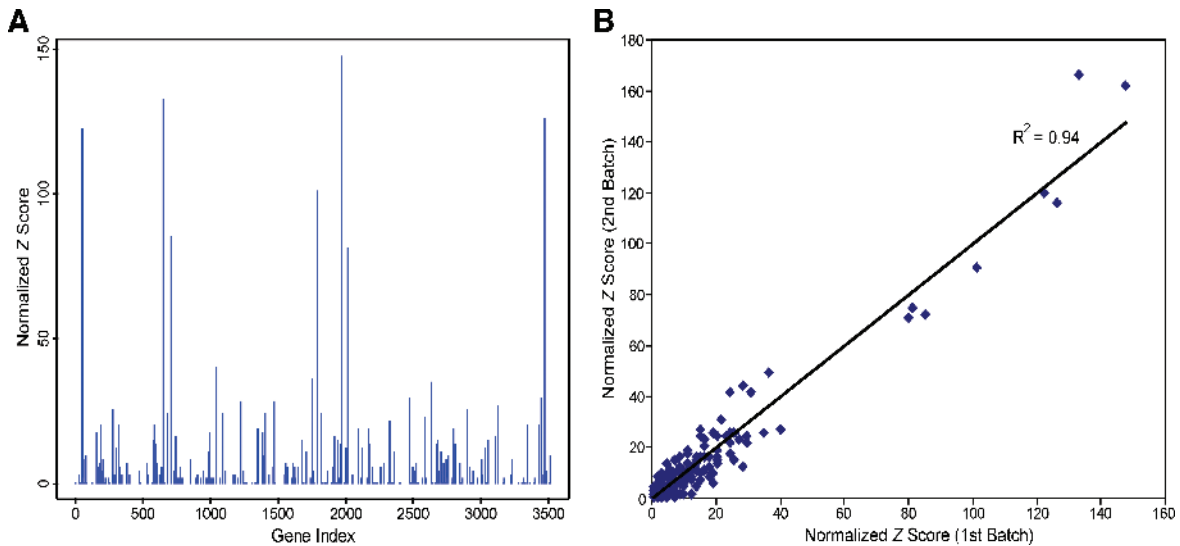 A
Normalized Z Score
150
100
50
0
0 500 1000 1500 2000 2500 3000 3500
Gene Index
B
Normalized Z Score (2nd Batch)
180
160
140
120
100
80
60
40
20
0
R² = 0.94
0 20 40 60 80 100 120 140 160
Normalized Z Score (1st Batch)